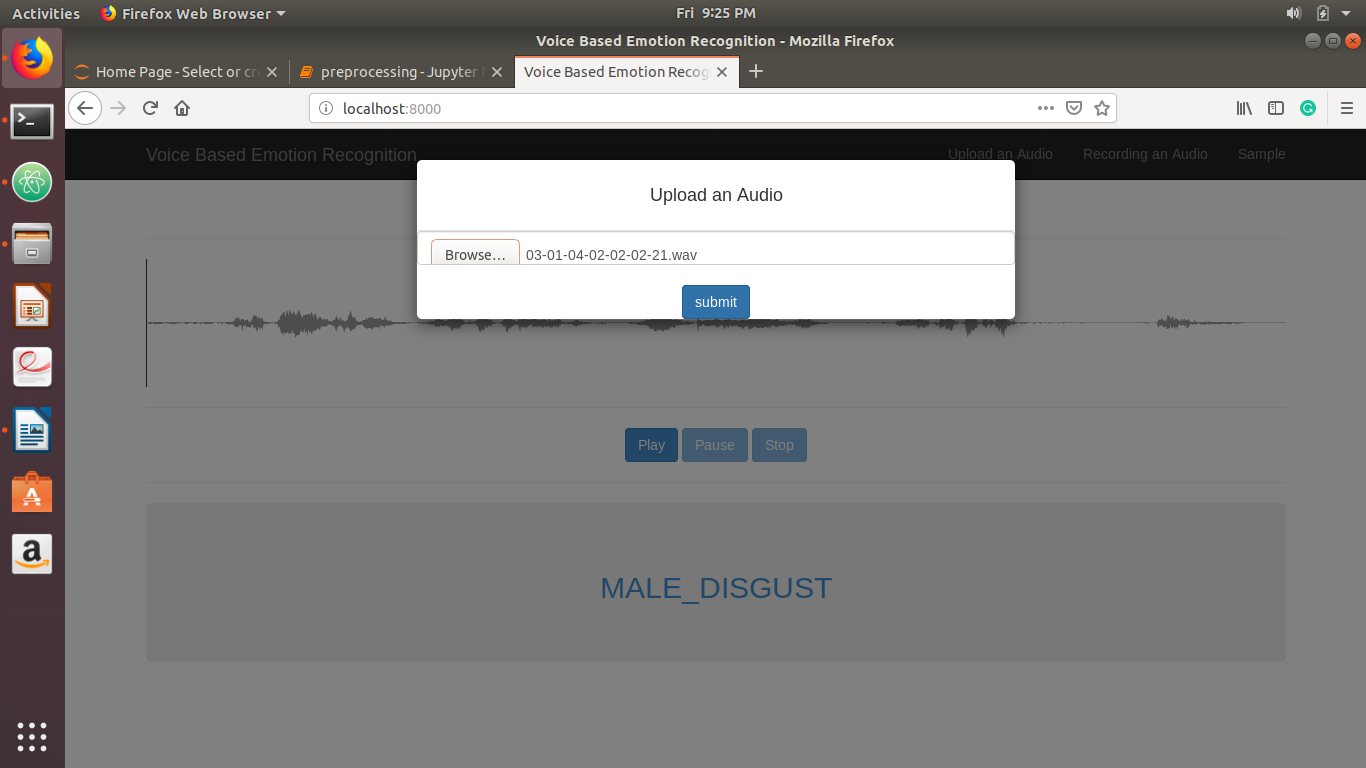 Activities Firefox Web Browser Fri 9:25 PM
Voice Based Emotion Recognition - Mozilla Firefox
Home Page - Select or cr preprocessing - Jupyter Voice Based Emotion Recog
localhost:8000
Voice Based Emotion Recognition Upload an Audio Recording an Audio Sample
Upload an Audio
Browse… 03-01-04-02-02-02-21.wav
submit
Play Pause Stop
MALE_DISGUST